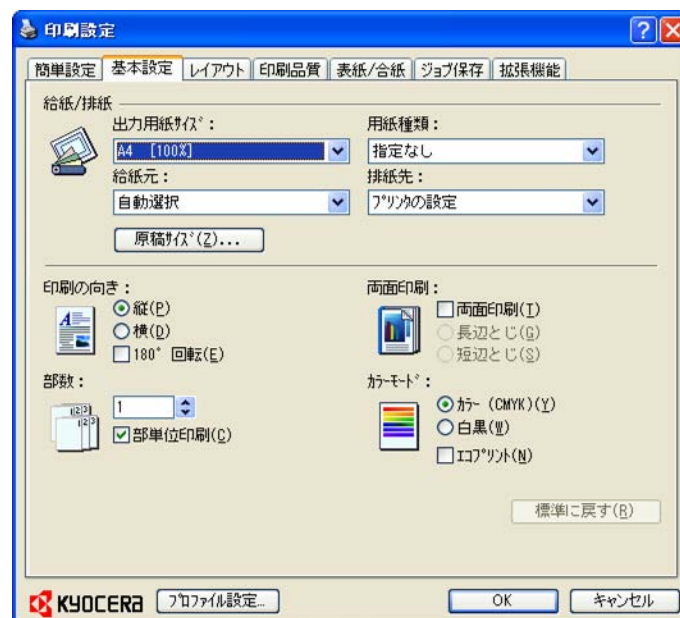 印刷設定
簡単設定 基本設定 レイアウト 印刷品質 表紙/合紙 ジョブ保存 拡張機能
給紙/排紙
出力用紙ｻｲｽﾞ: 用紙種類:
A4 [100%] 指定なし
給紙元: 排紙先:
自動選択 ﾌﾟﾘﾝﾀの設定
原稿ｻｲｽﾞ(Z)...
印刷の向き: 両面印刷:
縦(P) 両面印刷(I)
横(D) 長辺とじ(G)
180° 回転(E) 短辺とじ(S)
部数: ｶﾗｰﾓｰﾄﾞ:
1 ｶﾗｰ (CMYK)(Y)
部単位印刷(C) 白黒(W)
ｴｺﾌﾟﾘﾝﾄ(N)
標準に戻す(R)
KYOCERA ﾌﾟﾛﾌｧｲﾙ設定... OK キャンセル